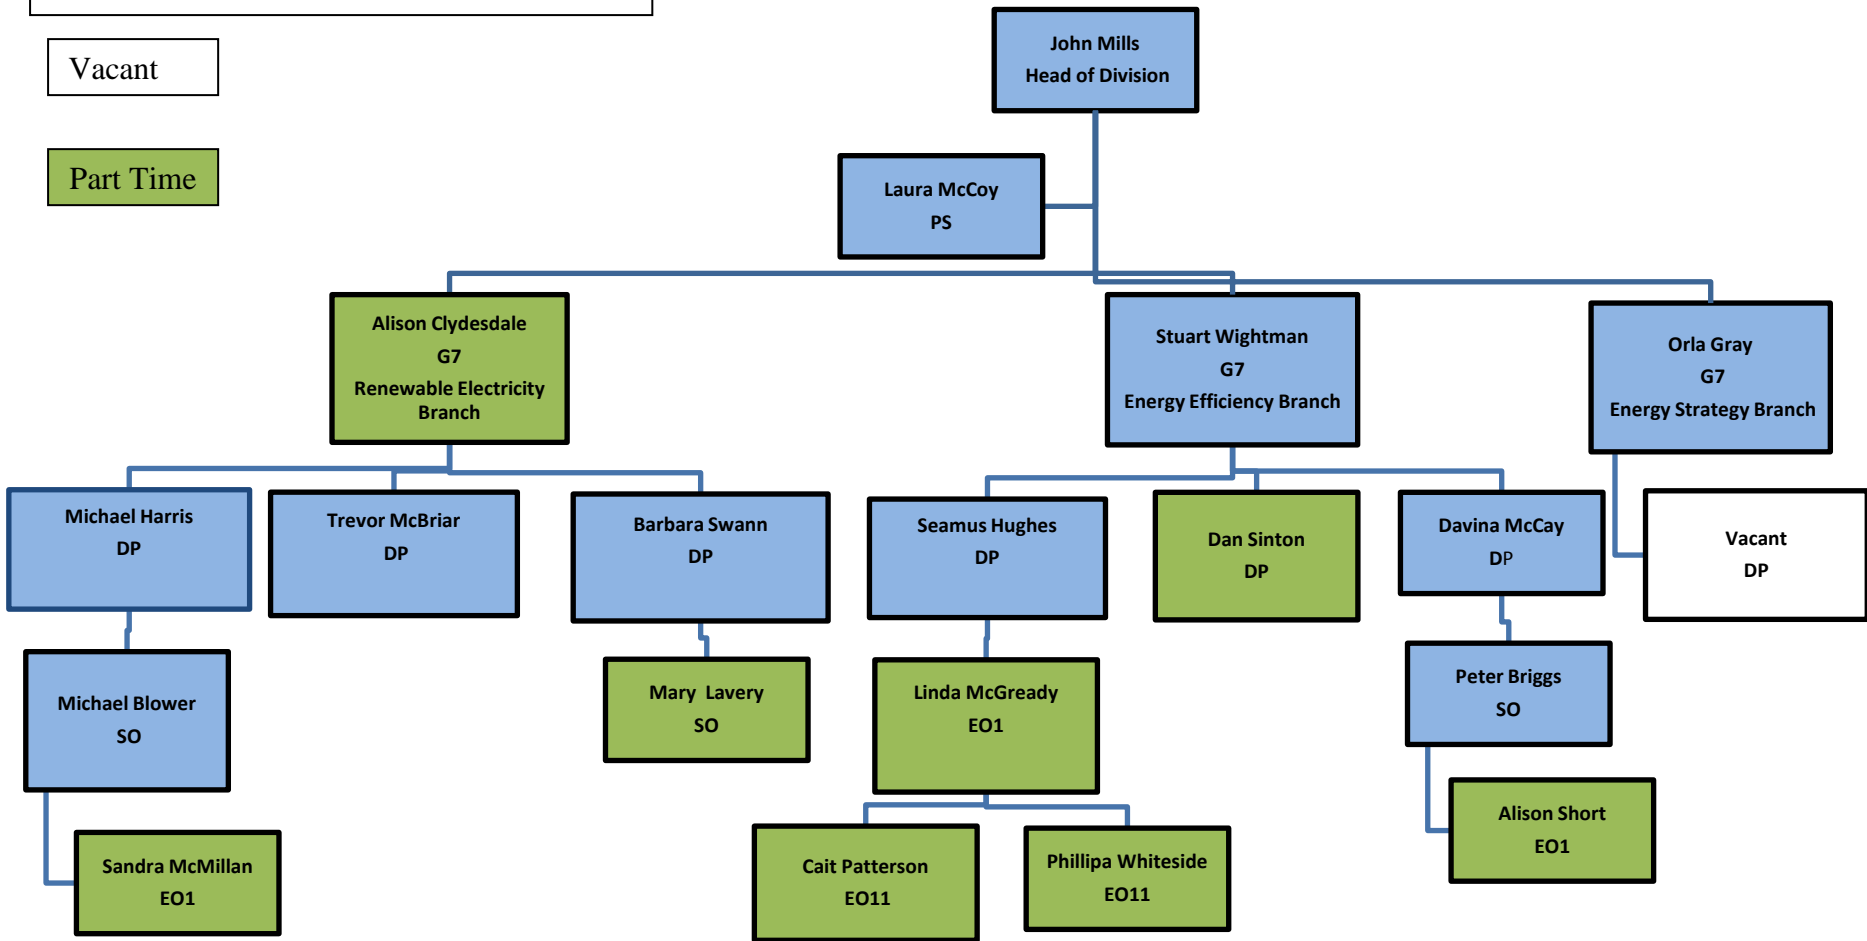 Vacant
Part Time
John Mills
Head of Division
Laura McCoy
PS
Alison Clydesdale
G7
Renewable Electricity
Branch
Stuart Wightman
G7
Energy Efficiency Branch
Orla Gray
G7
Energy Strategy Branch
Michael Harris
DP
Trevor McBriar
DP
Barbara Swann
DP
Seamus Hughes
DP
Dan Sinton
DP
Davina McCay
DP
Vacant
DP
Michael Blower
SO
Mary Lavery
SO
Linda McGready
EO1
Peter Briggs
SO
Sandra McMillan
EO1
Cait Patterson
EO11
Phillipa Whiteside
EO11
Alison Short
EO1